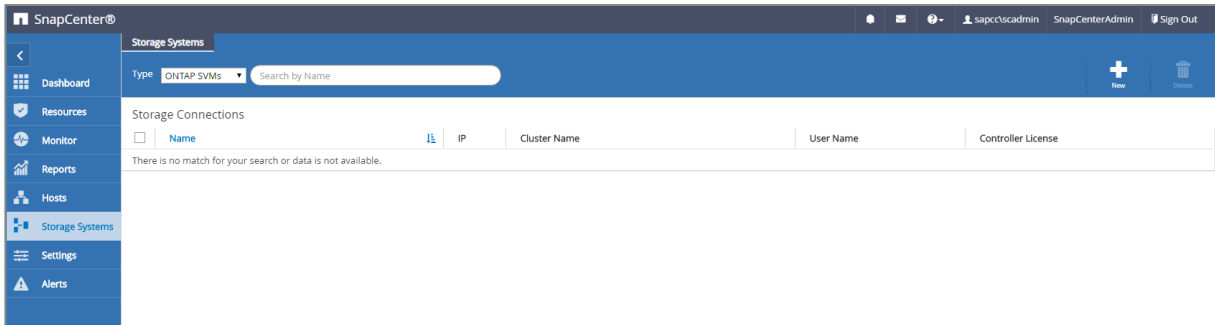 SnapCenter®
sapcc\scadmin SnapCenterAdmin Sign Out
Storage Systems
Type ONTAP SVMs Search by Name
New Delete
Dashboard
Resources
Monitor
Reports
Hosts
Storage Systems
Settings
Alerts
Storage Connections
Name IP Cluster Name User Name Controller License
There is no match for your search or data is not available.